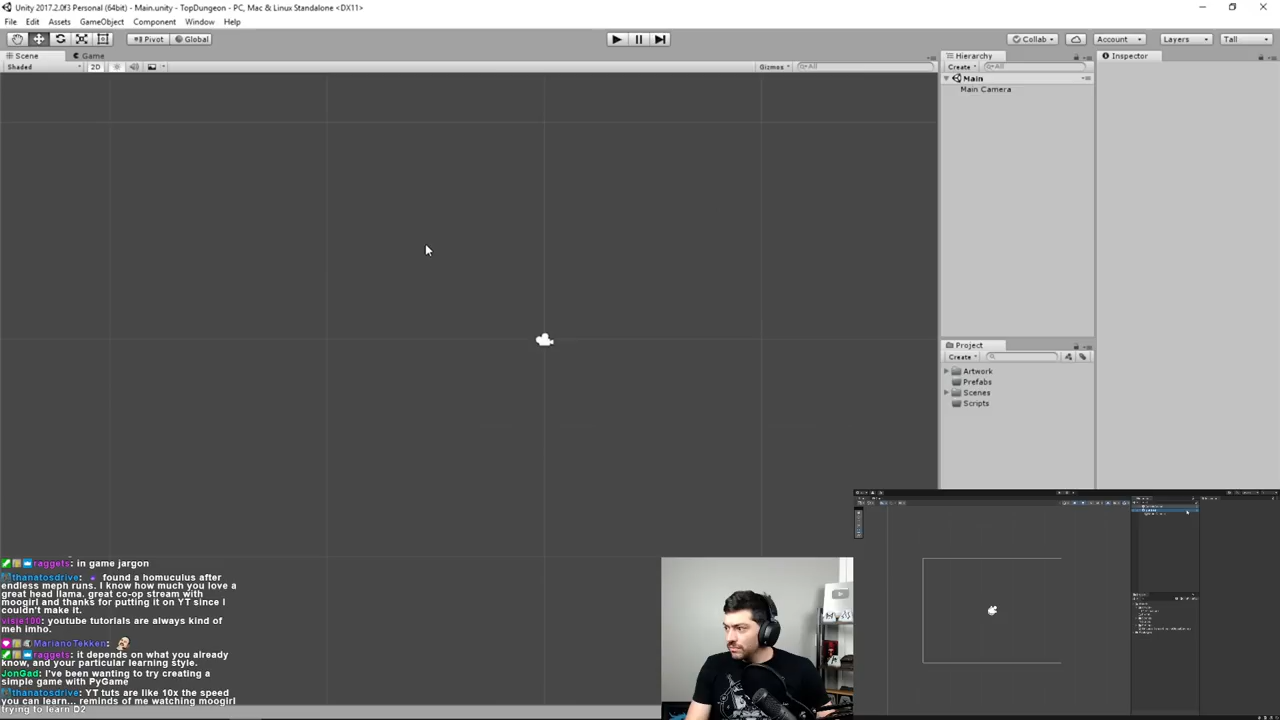 Unity 2017.2.0f3 Personal (64bit) - Main.unity - TopDungeon - PC, Mac & Linux Standalone <DX11>
File Edit Assets GameObject Component Window Help
Pivot Global Collab Account Layers Tall
Scene Game Hierarchy Inspector
Shaded 2D Gizmos All Create All
Main
Main Camera
Project
Create
Artwork
Prefabs
Scenes
Scripts
raggets: in game jargon
thanatosdrive: found a homuculus after
endless meph runs. I know how much you love a
great head llama. great co-op stream with
moogirl and thanks for putting it on YT since I
couldn't make it.
visje100: youtube tutorials are always kind of
meh imho.
MarianoTekken:
raggets: it depends on what you already
know, and your particular learning style.
JonGad: I've been wanting to try creating a
simple game with PyGame
thanatosdrive: YT tuts are like 10x the speed
you can learn... reminds of me watching moogirl
trying to learn D2